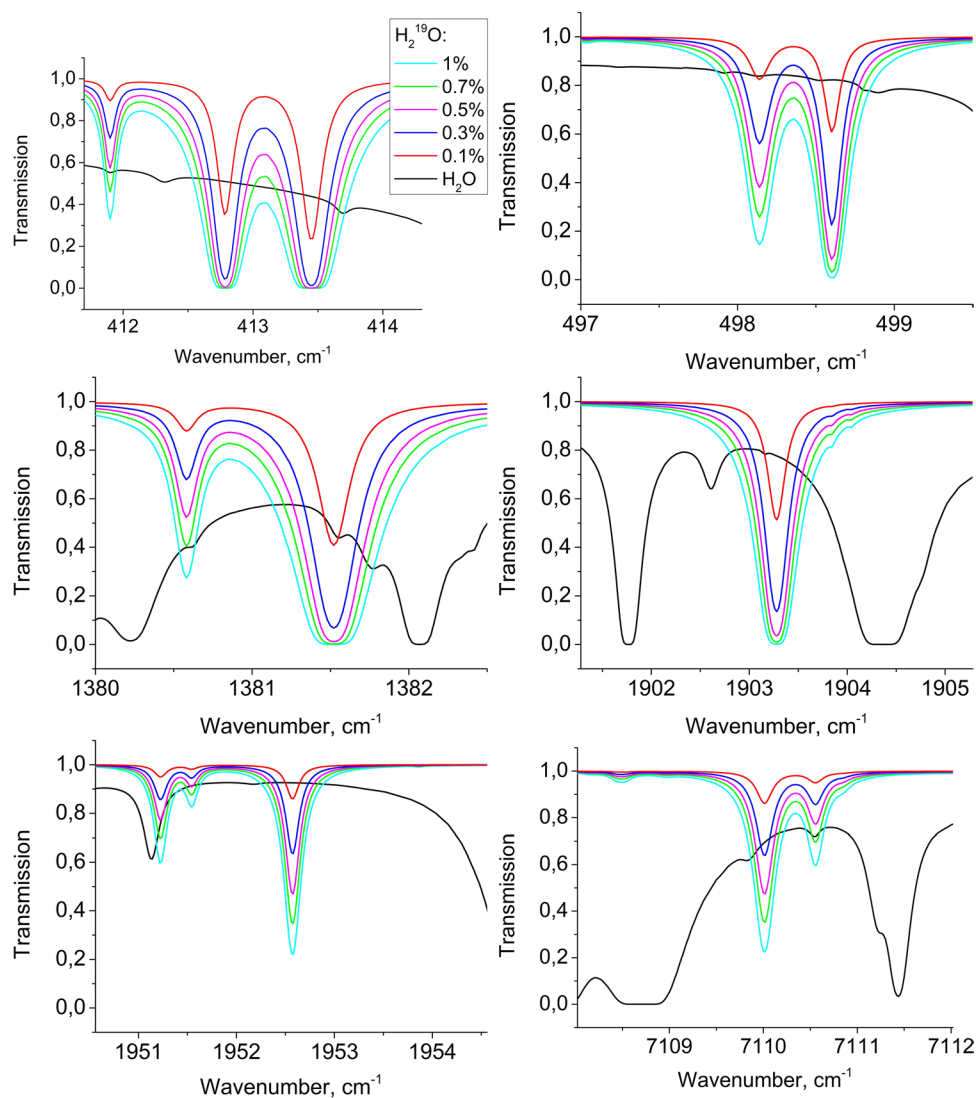 H₂¹⁹O:
1%
0.7%
0.5%
0.3%
0.1%
H₂O
1,0
0,8
0,6
0,4
0,2
0,0
Transmission
412 413 414
Wavenumber, cm⁻¹
1,0
0,8
0,6
0,4
0,2
0,0
Transmission
497 498 499
Wavenumber, cm⁻¹
1,0
0,8
0,6
0,4
0,2
0,0
Transmission
1380 1381 1382
Wavenumber, cm⁻¹
1,0
0,8
0,6
0,4
0,2
0,0
Transmission
1902 1903 1904 1905
Wavenumber, cm⁻¹
1,0
0,8
0,6
0,4
0,2
0,0
Transmission
1951 1952 1953 1954
Wavenumber, cm⁻¹
1,0
0,8
0,6
0,4
0,2
0,0
Transmission
7109 7110 7111 7112
Wavenumber, cm⁻¹